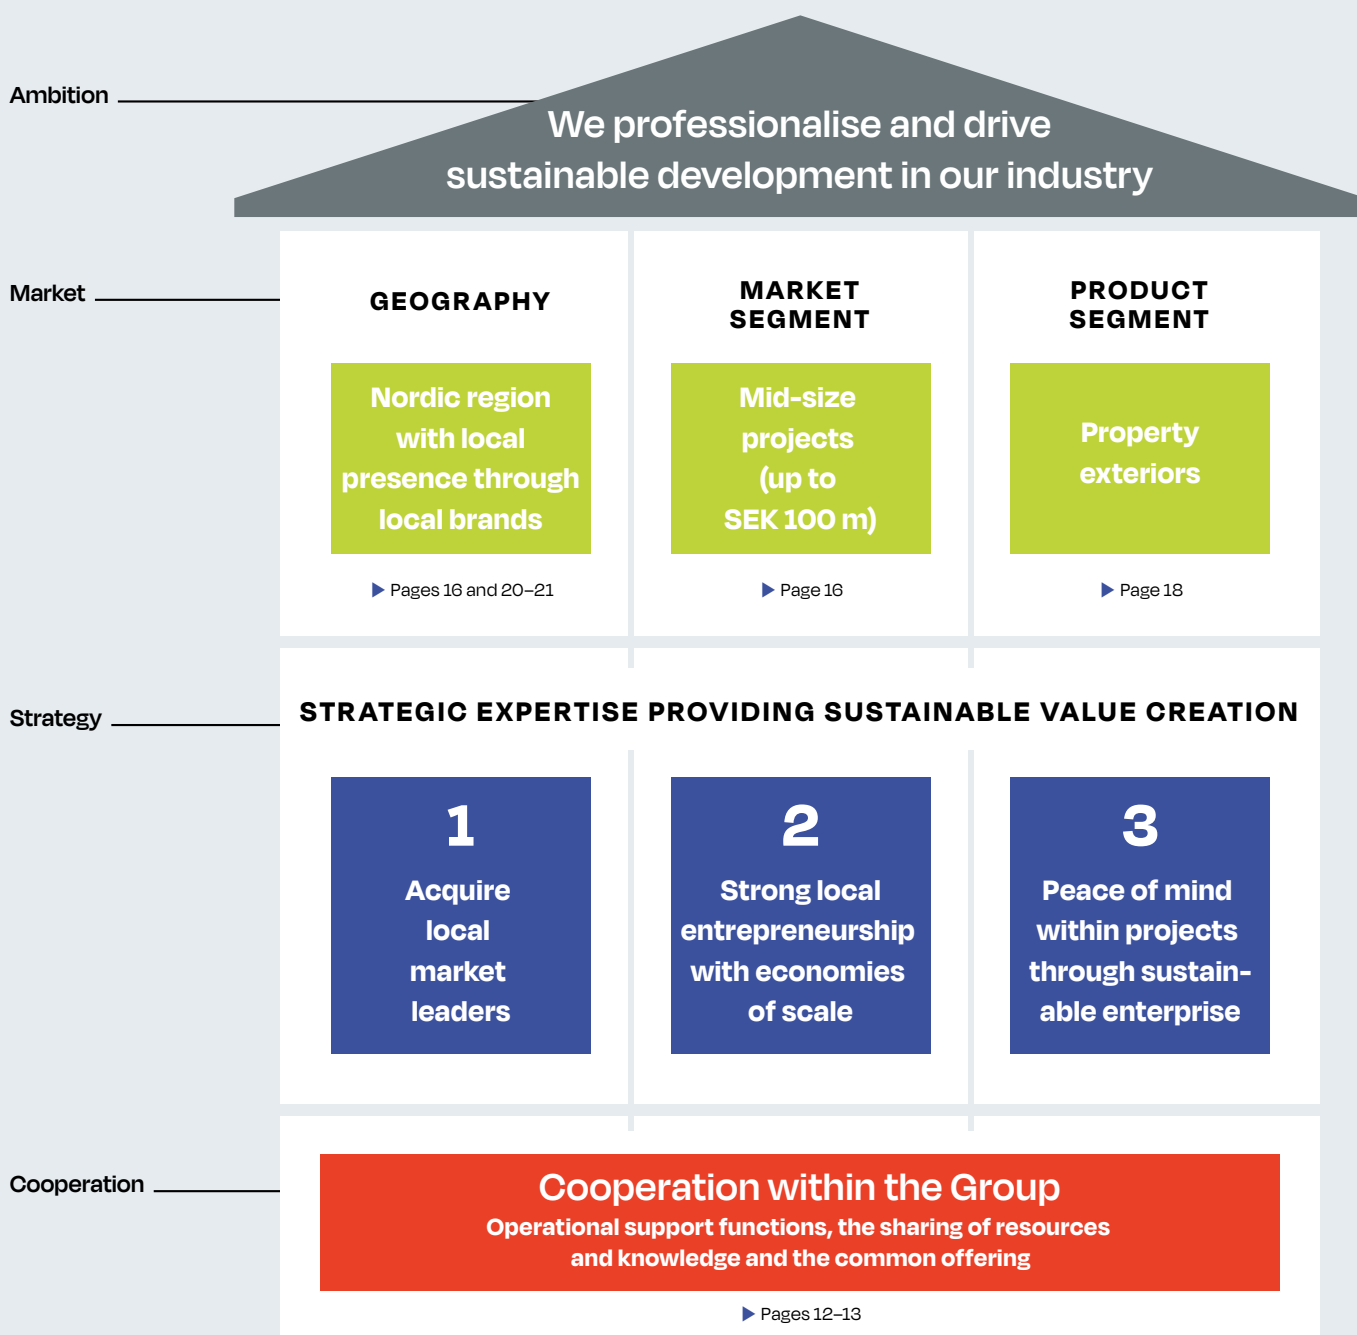 Ambition
We professionalise and drive
sustainable development in our industry
Market
GEOGRAPHY
Nordic region
with local
presence through
local brands
▶ Pages 16 and 20–21
MARKET
SEGMENT
Mid-size
projects
(up to
SEK 100 m)
▶ Page 16
PRODUCT
SEGMENT
Property
exteriors
▶ Page 18
Strategy
STRATEGIC EXPERTISE PROVIDING SUSTAINABLE VALUE CREATION
1
Acquire
local
market
leaders
2
Strong local
entrepreneurship
with economies
of scale
3
Peace of mind
within projects
through sustain-
able enterprise
Cooperation
Cooperation within the Group
Operational support functions, the sharing of resources
and knowledge and the common offering
▶ Pages 12–13